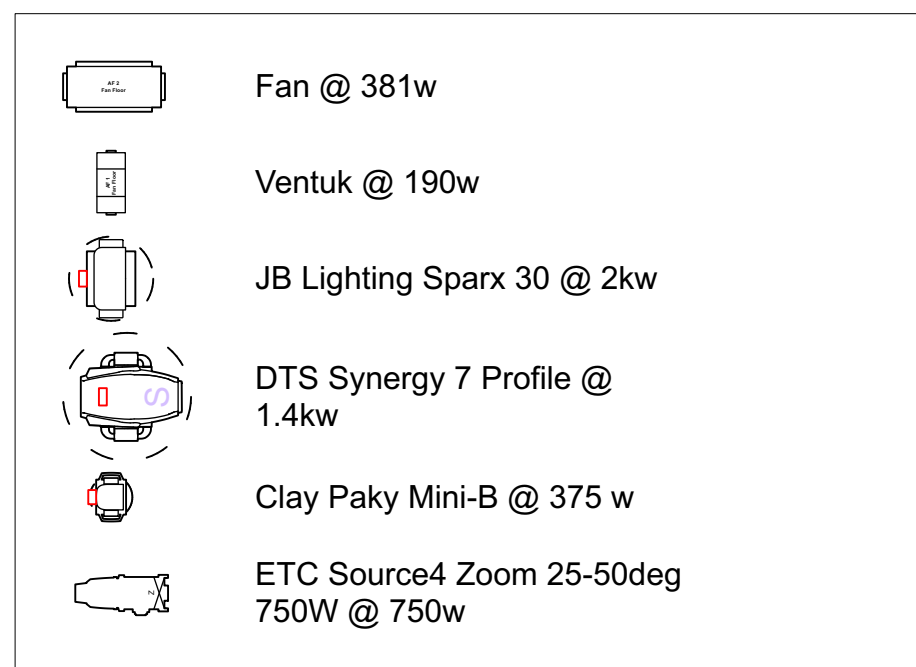 AF 2
Fan Floor
Fan @ 381w
AF 1
Fan Floor
Ventuk @ 190w
JB Lighting Sparx 30 @ 2kw
S
DTS Synergy 7 Profile @
1.4kw
Clay Paky Mini-B @ 375 w
Z
ETC Source4 Zoom 25-50deg
750W @ 750w